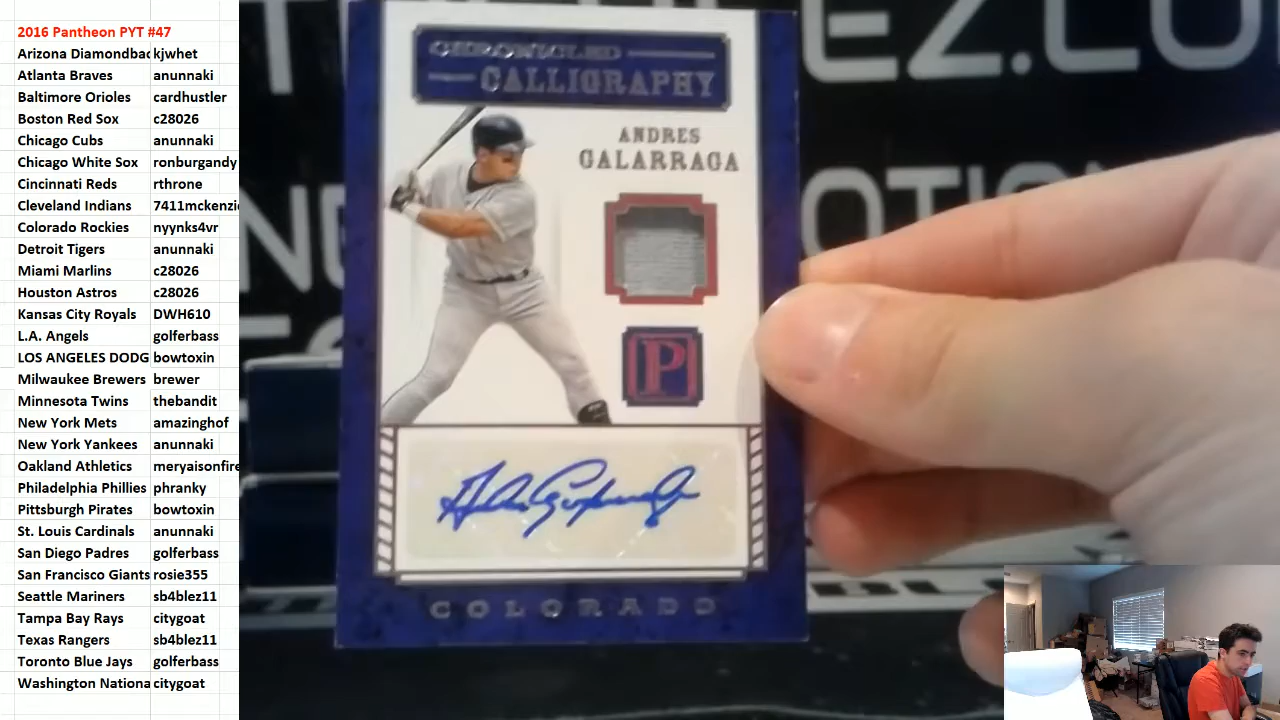 2016 Pantheon PYT #47
Arizona Diamondbac kjwhet
Atlanta Braves anunnaki
Baltimore Orioles cardhustler
Boston Red Sox c28026
Chicago Cubs anunnaki
Chicago White Sox ronburgandy
Cincinnati Reds rthrone
Cleveland Indians 7411mckenzie
Colorado Rockies nyynks4vr
Detroit Tigers anunnaki
Miami Marlins c28026
Houston Astros c28026
Kansas City Royals DWH610
L.A. Angels golferbass
LOS ANGELES DODG bowtoxin
Milwaukee Brewers brewer
Minnesota Twins thebandit
New York Mets amazinghof
New York Yankees anunnaki
Oakland Athletics meryaisonfire
Philadelphia Phillies phranky
Pittsburgh Pirates bowtoxin
St. Louis Cardinals anunnaki
San Diego Padres golferbass
San Francisco Giants rosie355
Seattle Mariners sb4blez11
Tampa Bay Rays citygoat
Texas Rangers sb4blez11
Toronto Blue Jays golferbass
Washington Nationa citygoat
CHRONICLED
CALLIGRAPHY
ANDRES
GALARRAGA
P
COLORADO
EZ.CO